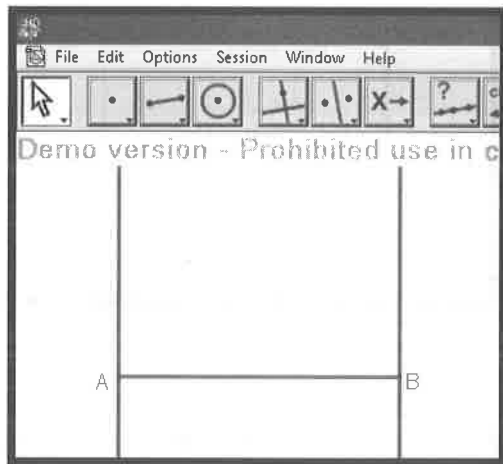 File Edit Options Session Window Help
X ?
Demo version - Prohibited use in c
A B